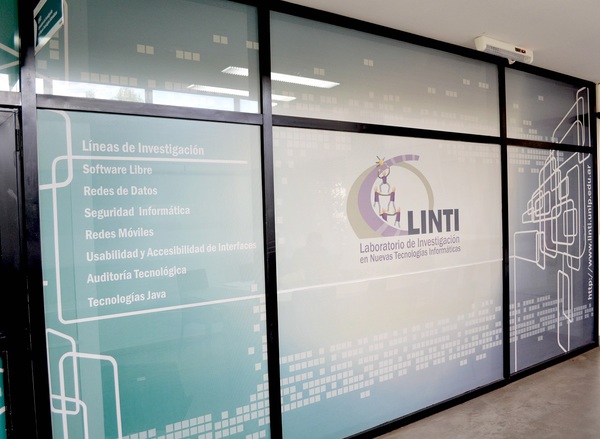 Líneas de Investigación
Software Libre
Redes de Datos
Seguridad Informática
Redes Móviles
Usabilidad y Accesibilidad de Interfaces
Auditoría Tecnológica
Tecnologías Java
LINTI
Laboratorio de Investigación
en Nuevas Tecnologías Informáticas
http://www.linti.unlp.edu.ar